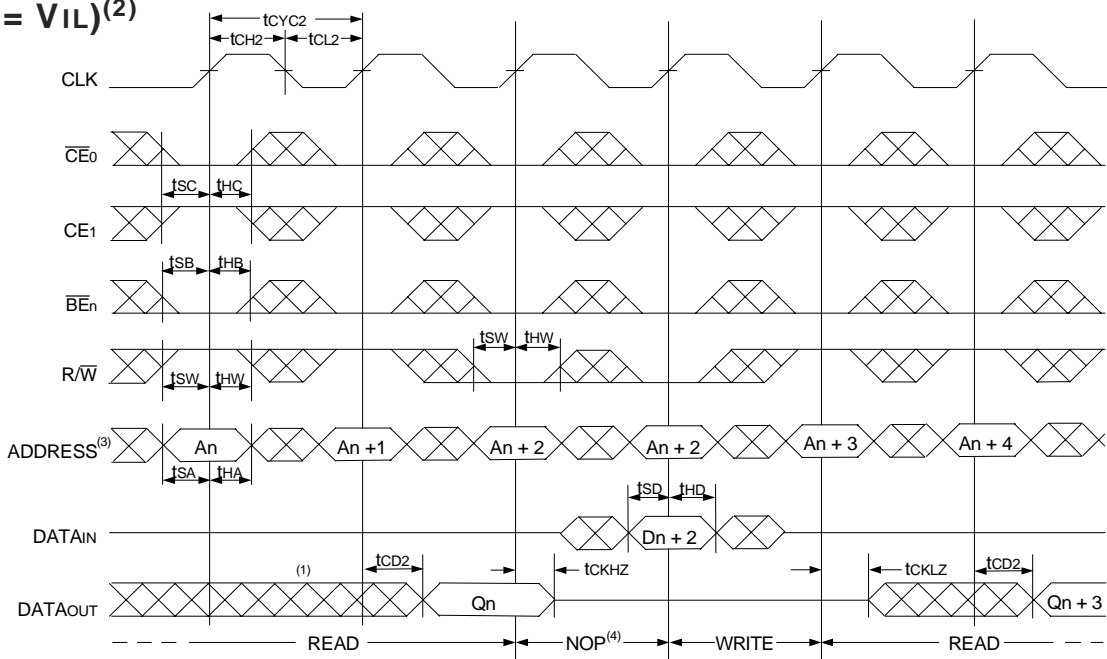 = VIL)(2)
tCYC2
tCH2 tCL2
CLK
CE0
tSC tHC
CE1
tSB tHB
BEn
tSW tHW
R/W
tSW tHW
ADDRESS(3) An An +1 An + 2 An + 2 An + 3 An + 4
tSA tHA
tSD tHD
DATAIN Dn + 2
(1) tCD2 tCKHZ tCKLZ tCD2
DATAOUT Qn Qn + 3
READ NOP(4) WRITE READ